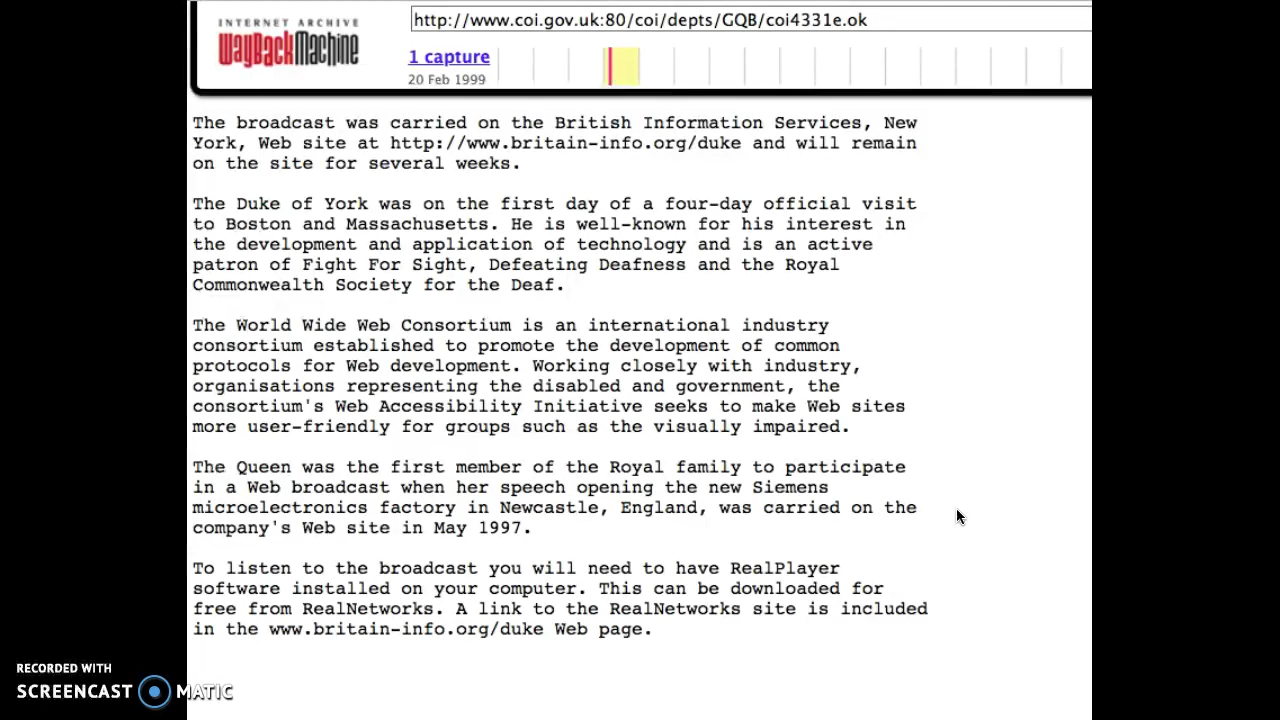 INTERNET ARCHIVE
WayBackMachine
http://www.coi.gov.uk:80/coi/depts/GQB/coi4331e.ok
1 capture
20 Feb 1999
The broadcast was carried on the British Information Services, New
York, Web site at http://www.britain-info.org/duke and will remain
on the site for several weeks.
The Duke of York was on the first day of a four-day official visit
to Boston and Massachusetts. He is well-known for his interest in
the development and application of technology and is an active
patron of Fight For Sight, Defeating Deafness and the Royal
Commonwealth Society for the Deaf.
The World Wide Web Consortium is an international industry
consortium established to promote the development of common
protocols for Web development. Working closely with industry,
organisations representing the disabled and government, the
consortium's Web Accessibility Initiative seeks to make Web sites
more user-friendly for groups such as the visually impaired.
The Queen was the first member of the Royal family to participate
in a Web broadcast when her speech opening the new Siemens
microelectronics factory in Newcastle, England, was carried on the
company's Web site in May 1997.
To listen to the broadcast you will need to have RealPlayer
software installed on your computer. This can be downloaded for
free from RealNetworks. A link to the RealNetworks site is included
in the www.britain-info.org/duke Web page.
RECORDED WITH
SCREENCAST MATIC